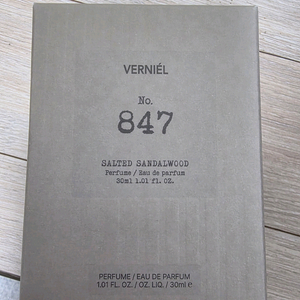 VERNIÉL
No.
847
SALTED SANDALWOOD
Perfume / Eau de parfum
30ml 1.01 fl. oz.
PERFUME / EAU DE PARFUM
1.01 FL. OZ. / OZ. LIQ. / 30ml ℮